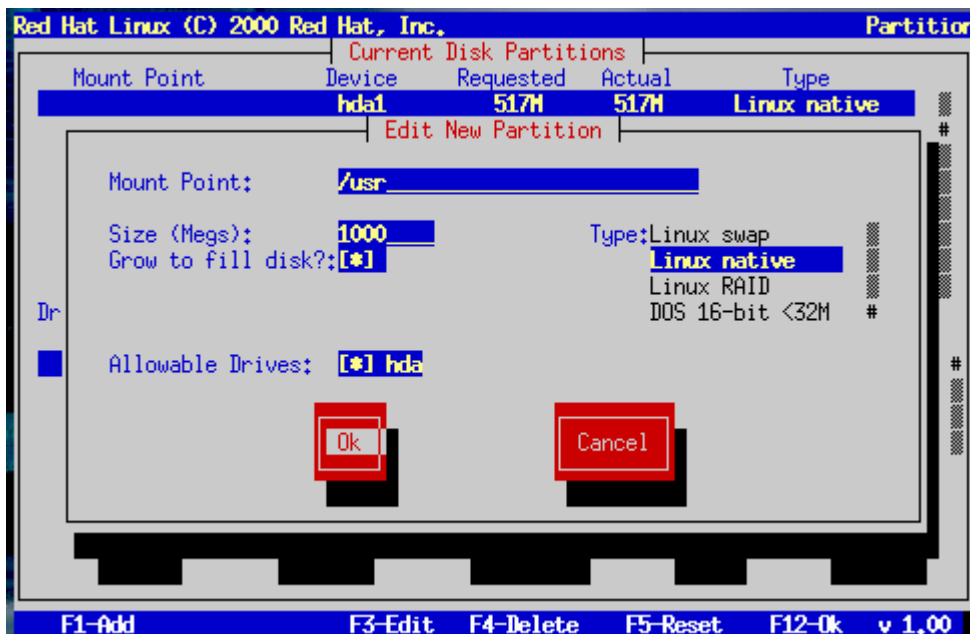 Red Hat Linux (C) 2000 Red Hat, Inc. Partition
Current Disk Partitions
Mount Point Device Requested Actual Type
hda1 517M 517M Linux native
#
Edit New Partition
Mount Point: /usr
Size (Megs): 1000 Type: Linux swap
Grow to fill disk?: [*] Linux native
Linux RAID
Dr DOS 16-bit <32M #
Allowable Drives: [*] hda #
Ok Cancel
F1-Add F3-Edit F4-Delete F5-Reset F12-Ok v 1.00